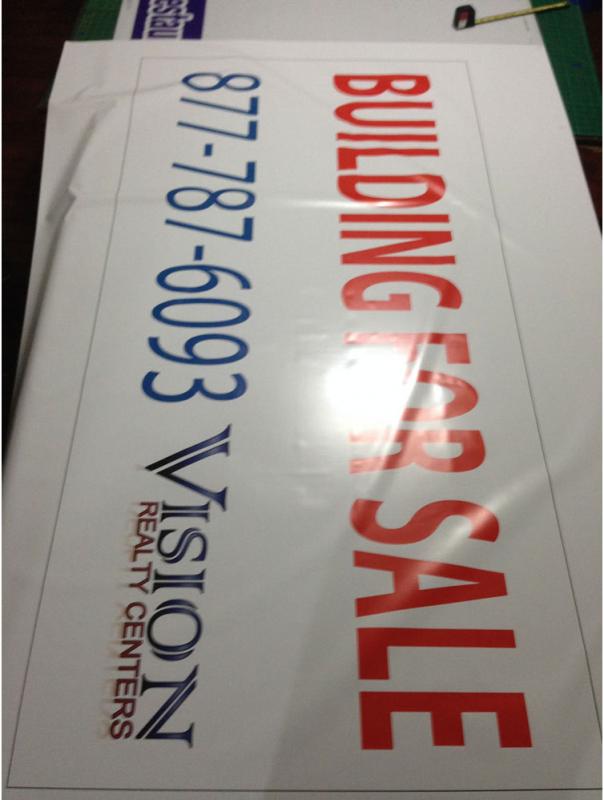 BUILDING FOR SALE
877-787-6093
VISION
REALTY CENTERS